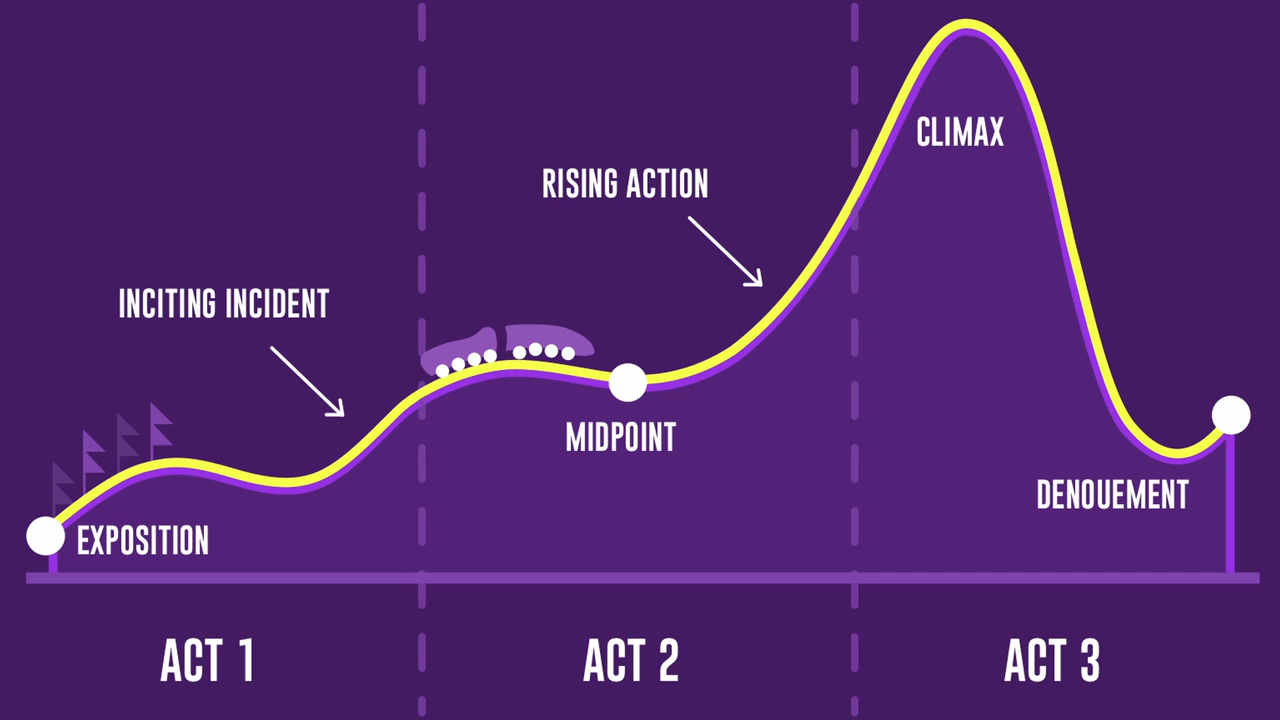 CLIMAX
RISING ACTION
INCITING INCIDENT
MIDPOINT
DENOUEMENT
EXPOSITION
ACT 1
ACT 2
ACT 3